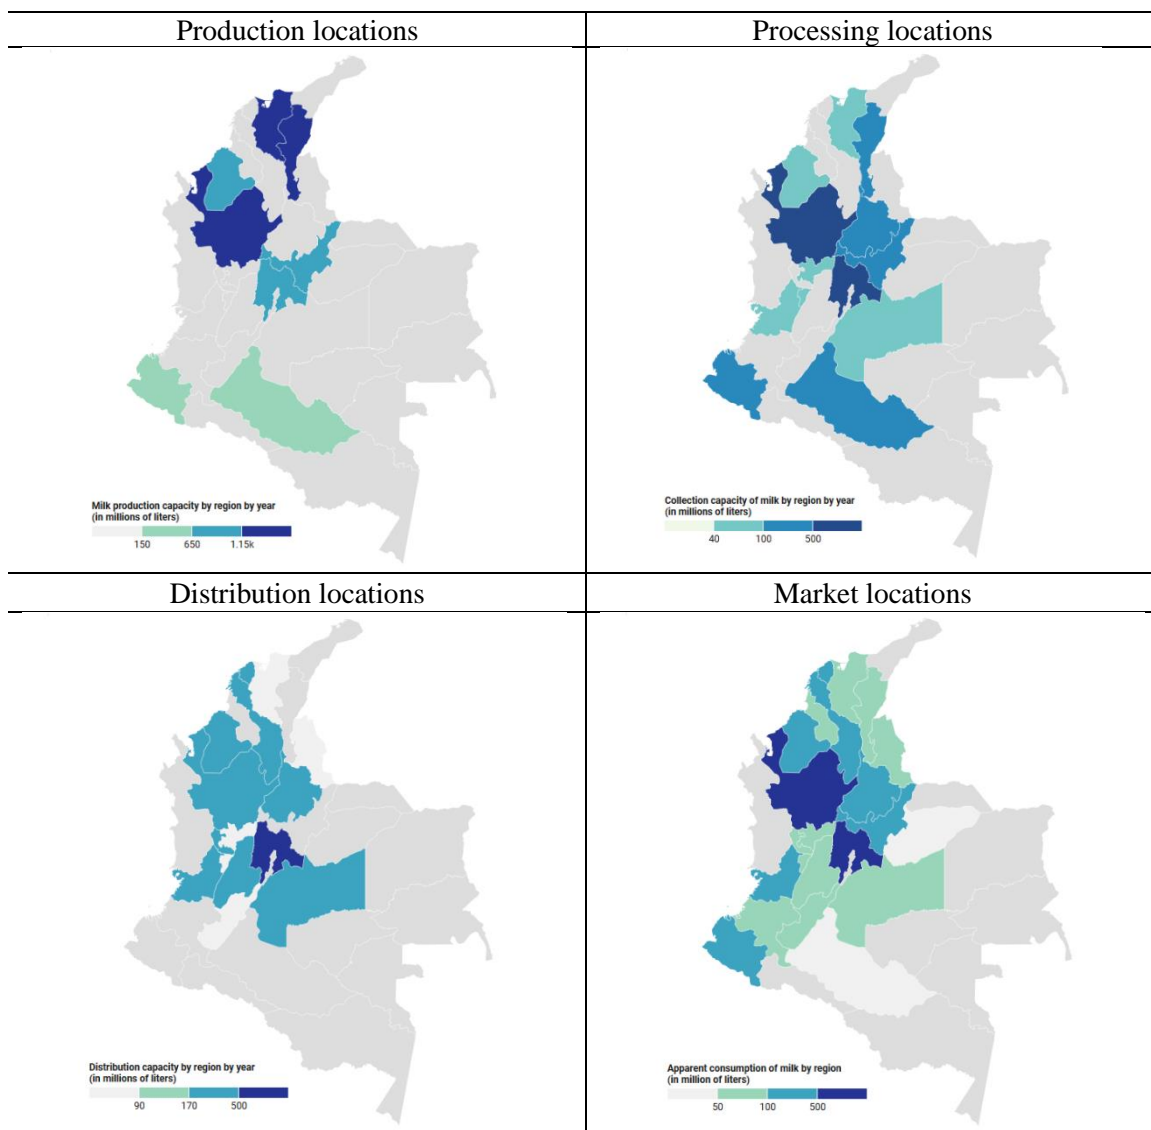 Production locations
Processing locations
Milk production capacity by region by year
(in millions of liters)
150 650 1.15k
Collection capacity of milk by region by year
(in millions of liters)
40 100 500
Distribution locations
Market locations
Distribution capacity by region by year
(in millions of liters)
90 170 500
Apparent consumption of milk by region
(in million of liters)
50 100 500